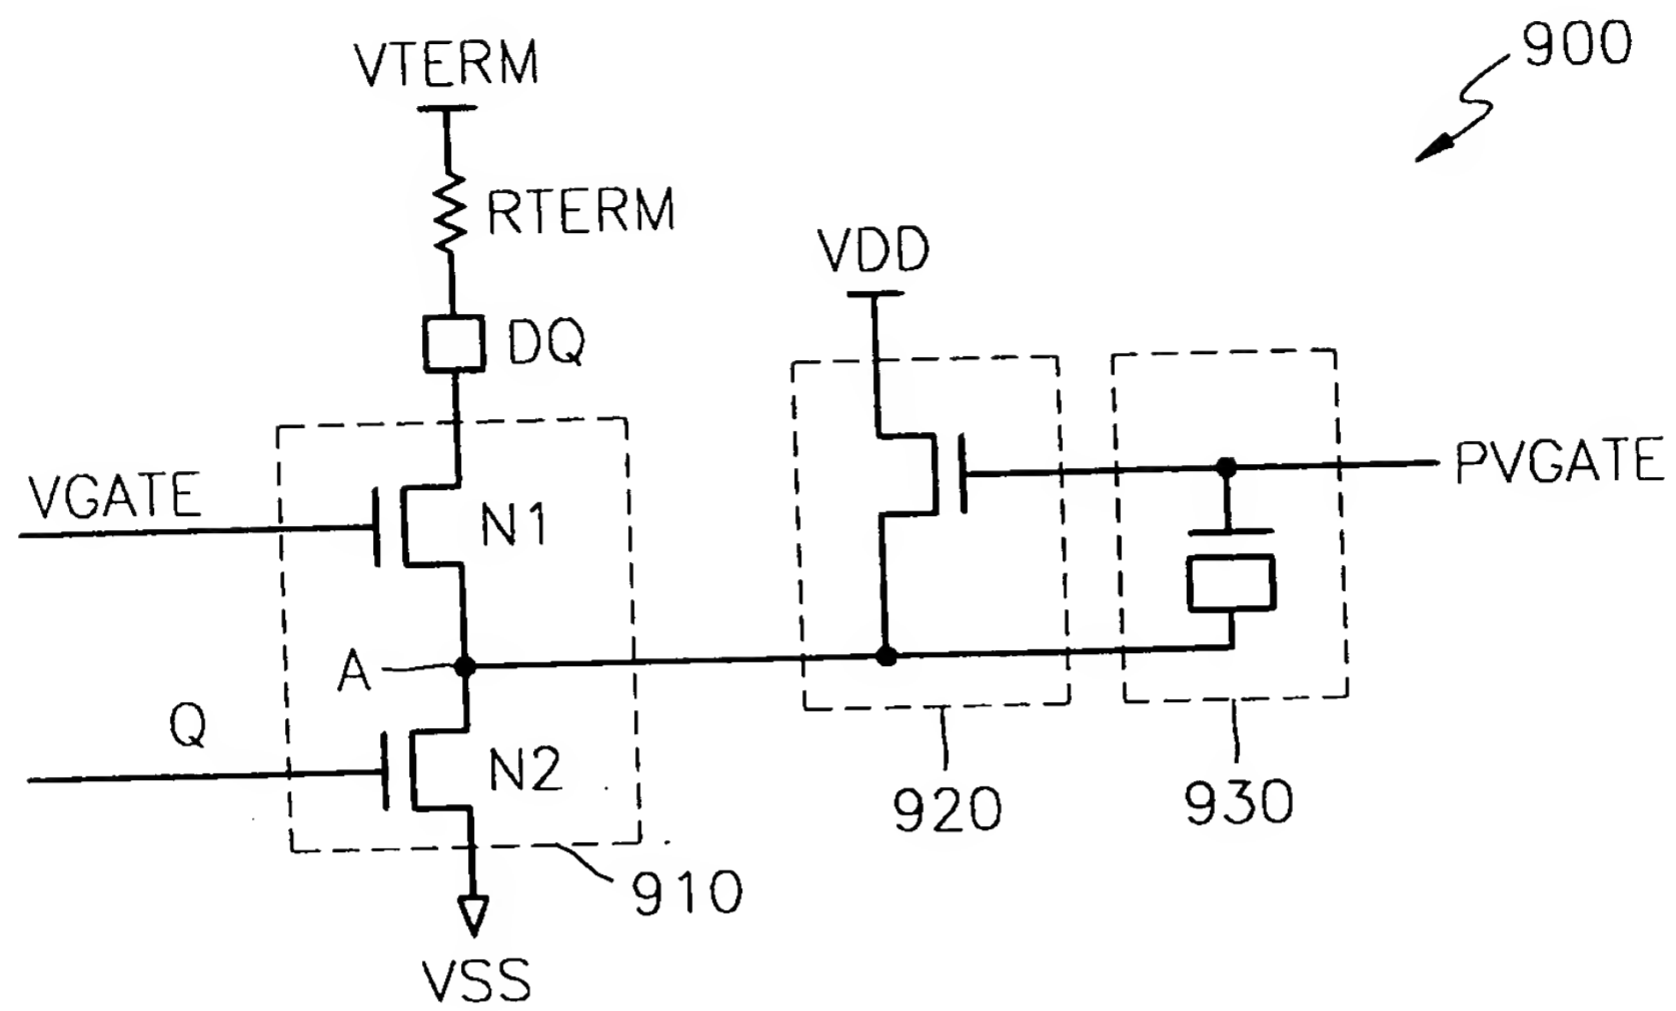 900
VTERM
RTERM
VDD
DQ
PVGATE
VGATE
N1
A
Q
N2
920
930
910
VSS